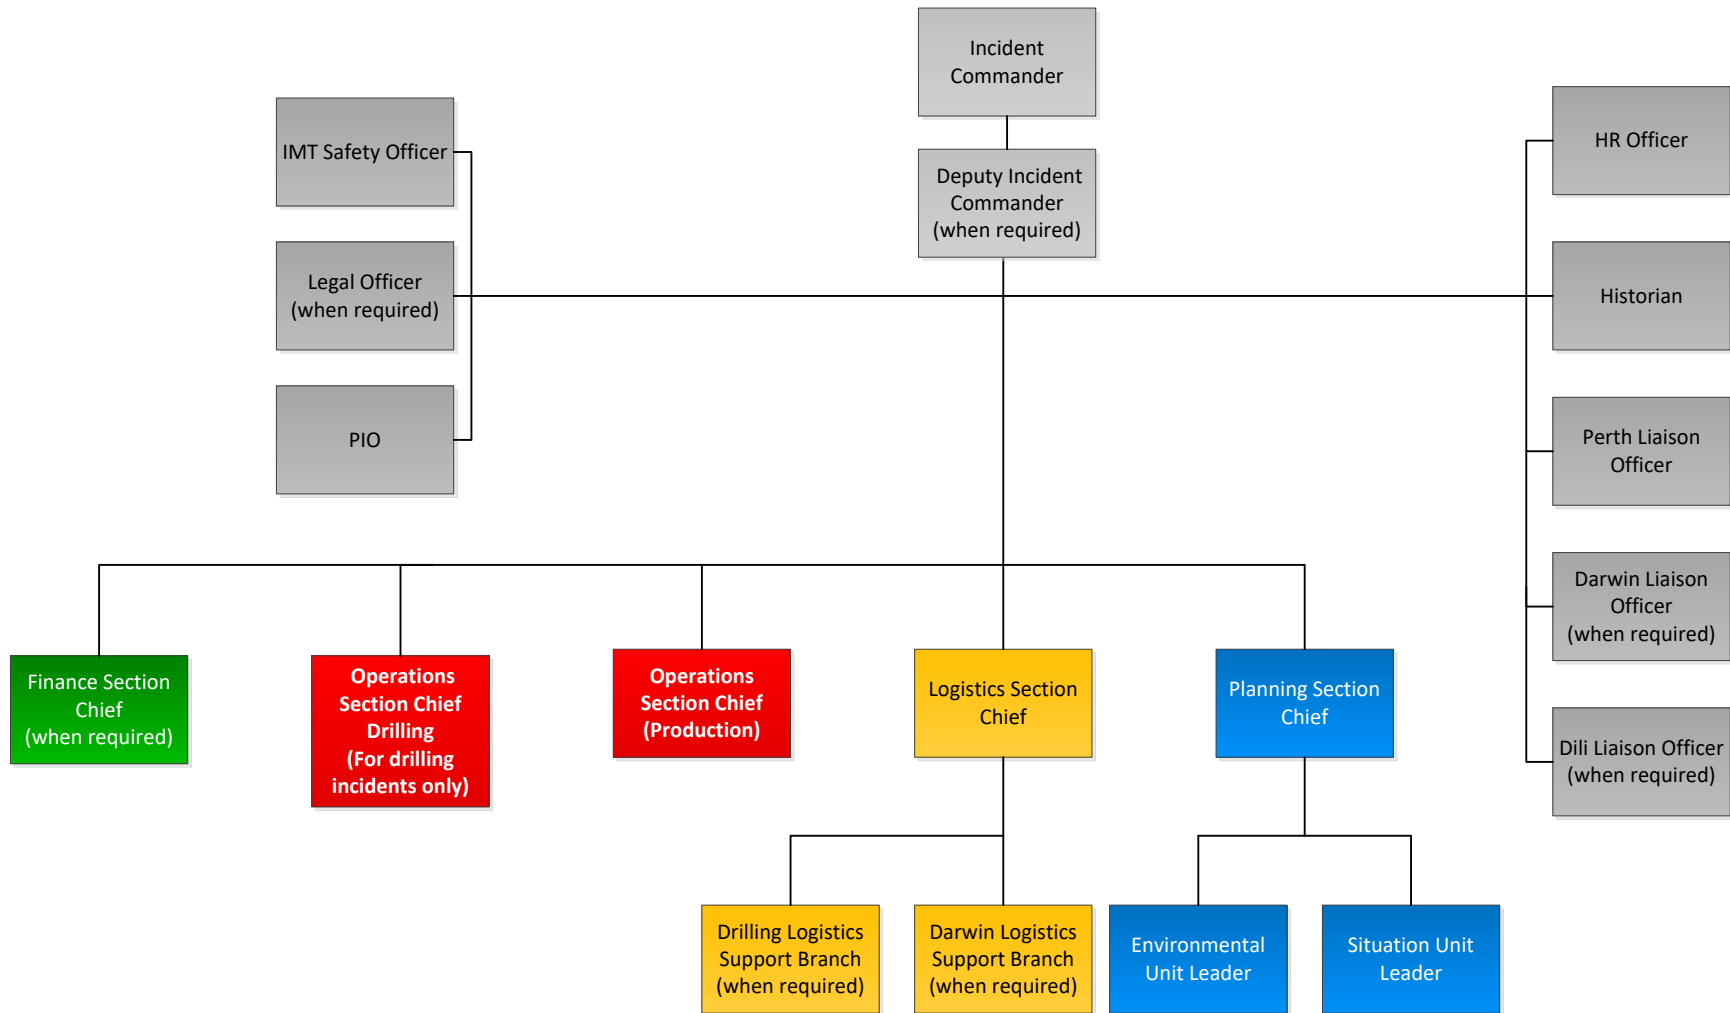 Incident
Commander
Deputy Incident
Commander
(when required)
IMT Safety Officer
Legal Officer
(when required)
PIO
HR Officer
Historian
Perth Liaison
Officer
Darwin Liaison
Officer
(when required)
Dili Liaison Officer
(when required)
Finance Section
Chief
(when required)
Operations
Section Chief
Drilling
(For drilling
incidents only)
Operations
Section Chief
(Production)
Logistics Section
Chief
Planning Section
Chief
Drilling Logistics
Support Branch
(when required)
Darwin Logistics
Support Branch
(when required)
Environmental
Unit Leader
Situation Unit
Leader